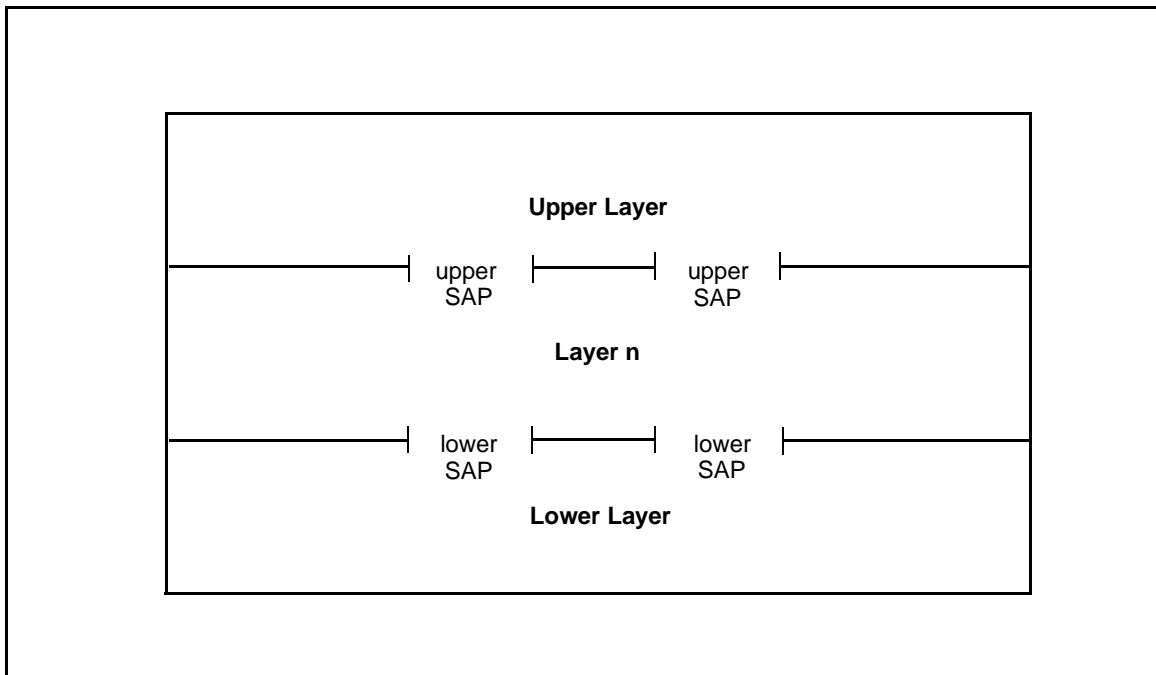 Upper Layer
upper
SAP
upper
SAP
Layer n
lower
SAP
lower
SAP
Lower Layer